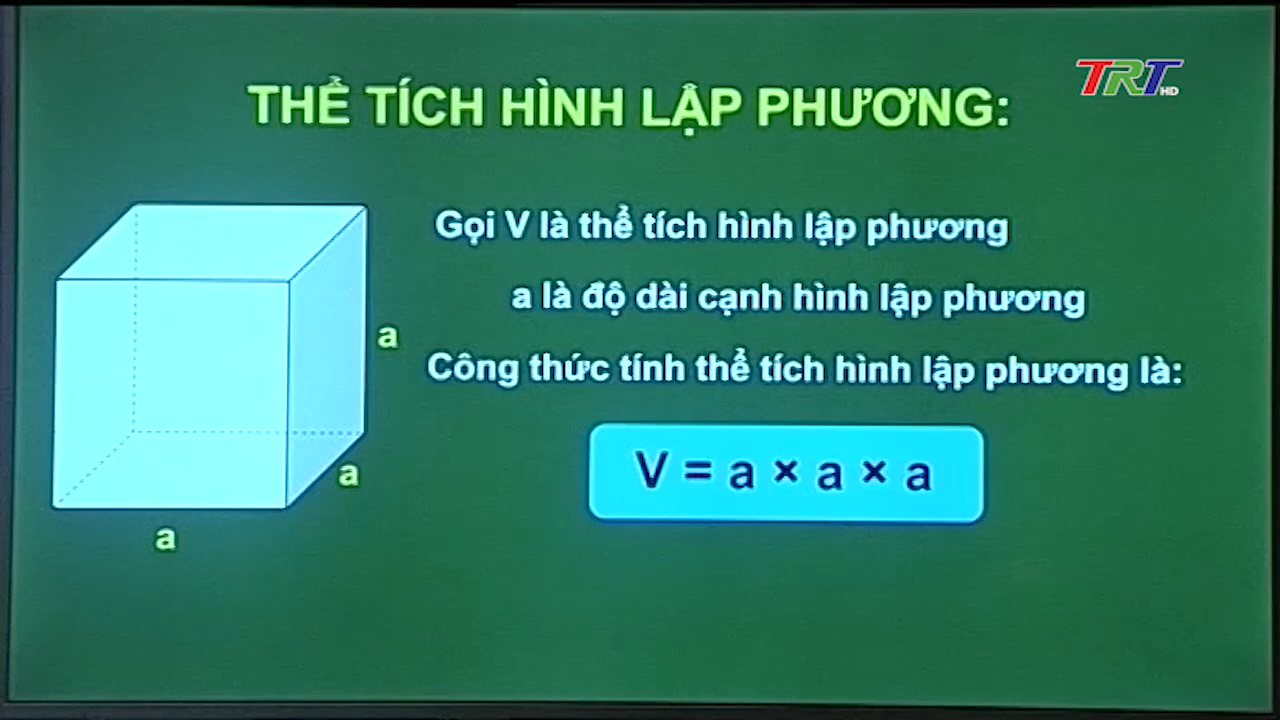 TRT HD
THỂ TÍCH HÌNH LẬP PHƯƠNG:
Gọi V là thể tích hình lập phương
a là độ dài cạnh hình lập phương
a
Công thức tính thể tích hình lập phương là:
V = a × a × a
a
a